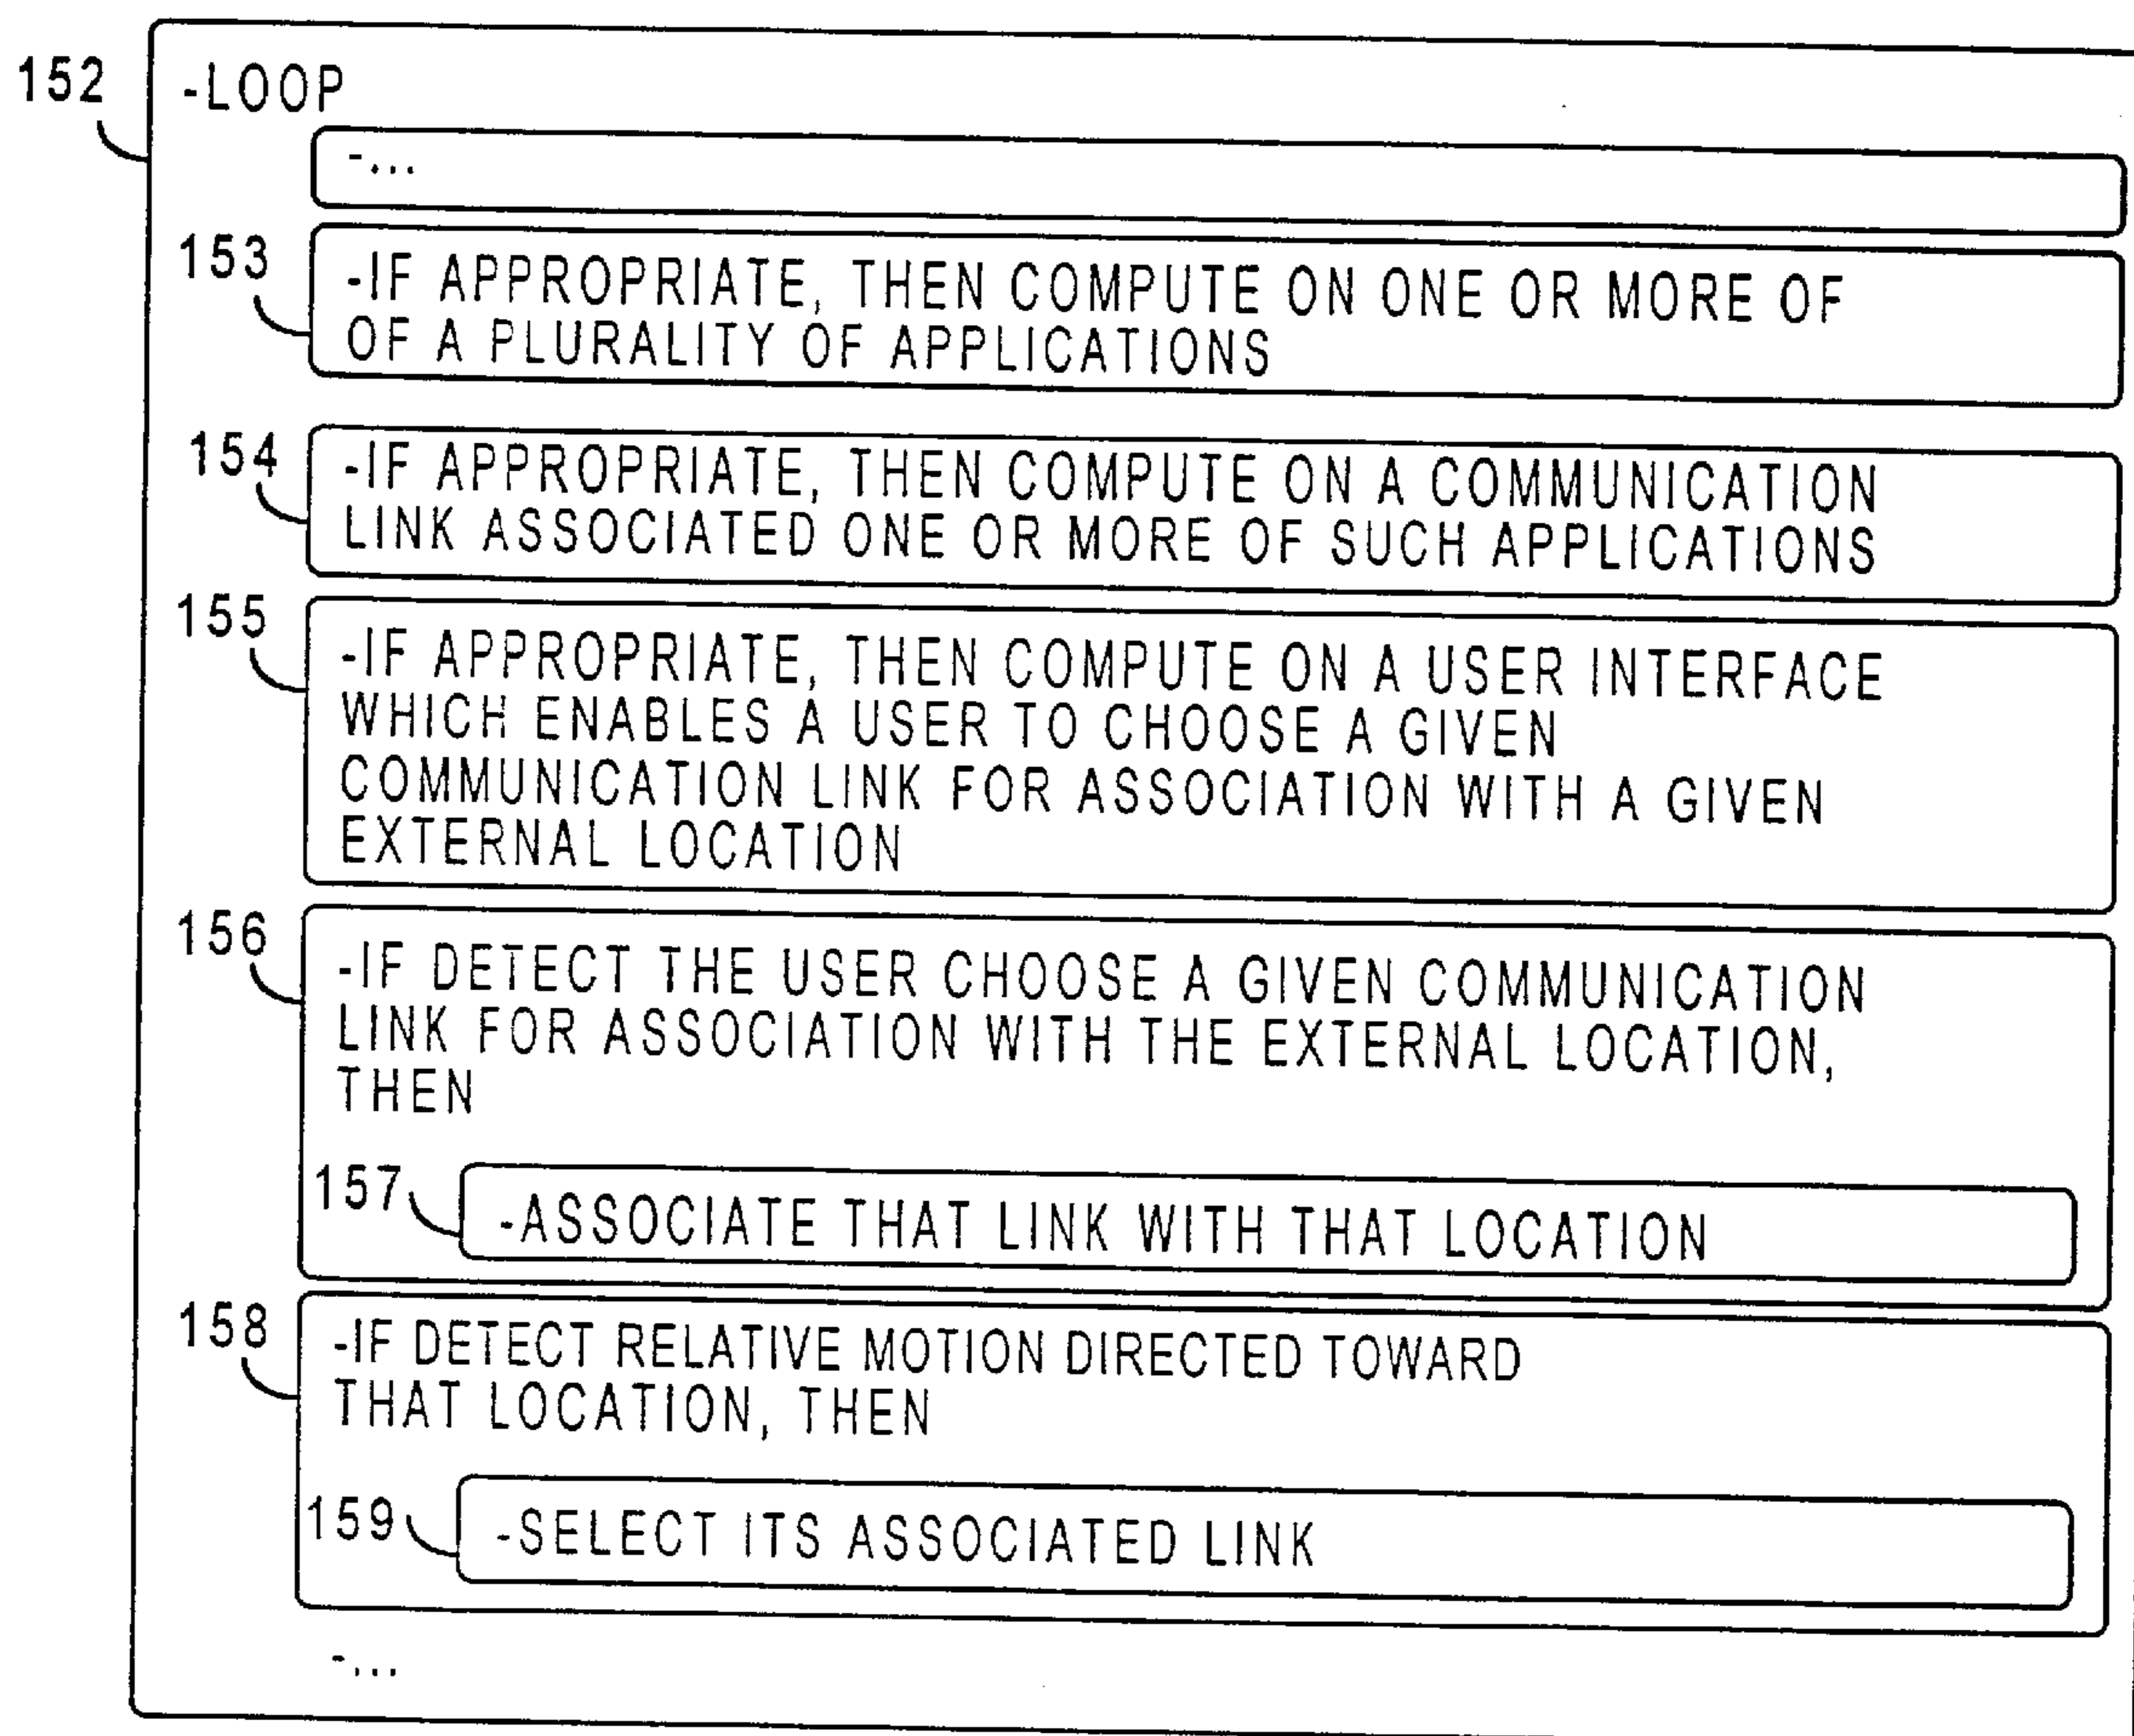 152
-LOOP
-...
153
-IF APPROPRIATE, THEN COMPUTE ON ONE OR MORE OF
OF A PLURALITY OF APPLICATIONS
154
-IF APPROPRIATE, THEN COMPUTE ON A COMMUNICATION
LINK ASSOCIATED ONE OR MORE OF SUCH APPLICATIONS
155
-IF APPROPRIATE, THEN COMPUTE ON A USER INTERFACE
WHICH ENABLES A USER TO CHOOSE A GIVEN
COMMUNICATION LINK FOR ASSOCIATION WITH A GIVEN
EXTERNAL LOCATION
156
-IF DETECT THE USER CHOOSE A GIVEN COMMUNICATION
LINK FOR ASSOCIATION WITH THE EXTERNAL LOCATION,
THEN
157
-ASSOCIATE THAT LINK WITH THAT LOCATION
158
-IF DETECT RELATIVE MOTION DIRECTED TOWARD
THAT LOCATION, THEN
159
-SELECT ITS ASSOCIATED LINK
-...